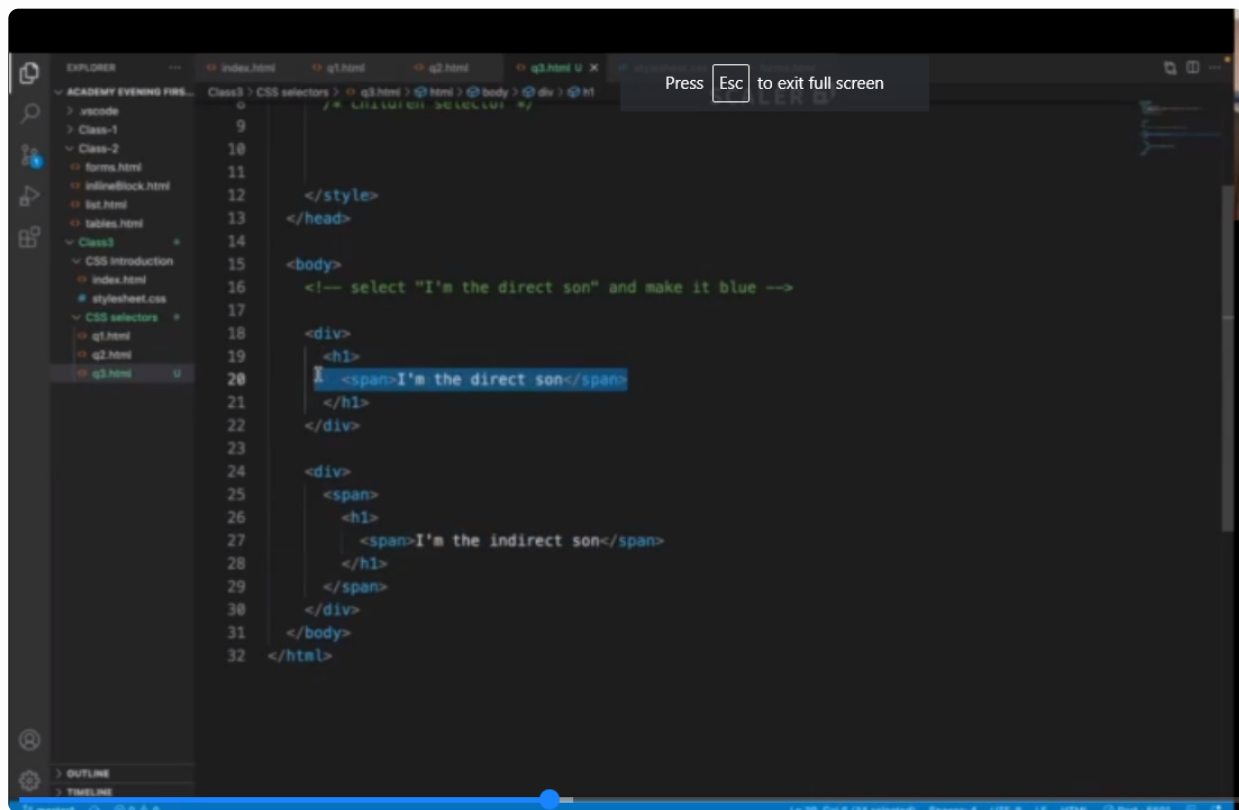 EXPLORER ...
index.html q1.html q2.html q3.html U ×
Press Esc to exit full screen
ACADEMY EVENING FIRS...
Class3 > CSS selectors > q3.html > html > body > div > h1
.vscode
Class-1
Class-2
forms.html
inlineBlock.html
list.html
tables.html
Class3
CSS Introduction
index.html
stylesheet.css
CSS selectors
q1.html
q2.html
q3.html U
OUTLINE
TIMELINE
8 /* children selector */
9
10
11
12 </style>
13 </head>
14
15 <body>
16 <!-- select "I'm the direct son" and make it blue -->
17
18 <div>
19 <h1>
20 <span>I'm the direct son</span>
21 </h1>
22 </div>
23
24 <div>
25 <span>
26 <h1>
27 <span>I'm the indirect son</span>
28 </h1>
29 </span>
30 </div>
31 </body>
32 </html>